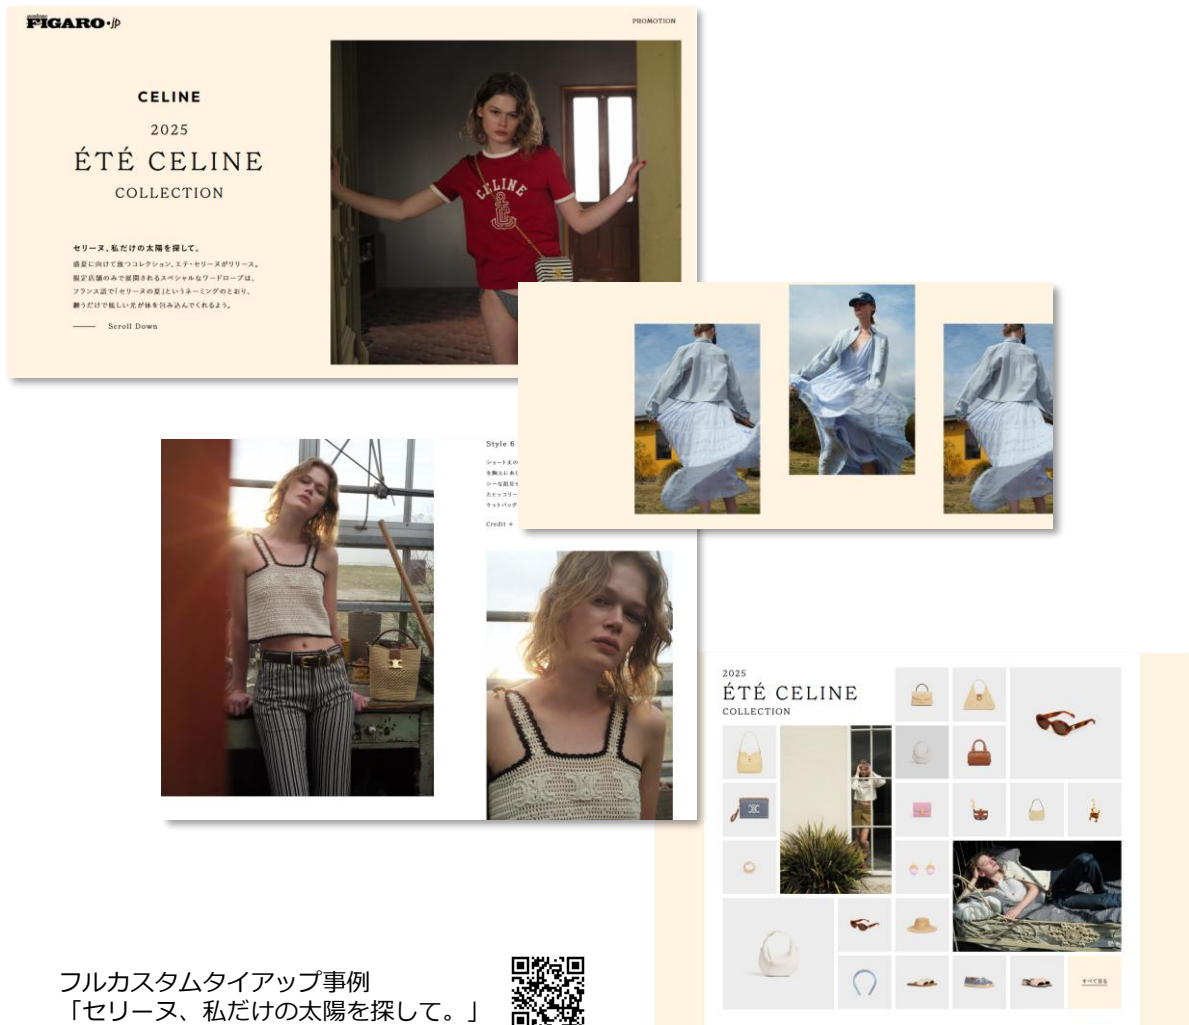 madame
FIGARO·jp
PROMOTION
CELINE
2025
ÉTÉ CELINE
COLLECTION
セリーヌ、私だけの太陽を探して。
盛夏に向けて放つコレクション、エテ・セリーヌがリリース。
限定店舗のみで展開されるスペシャルなワードローブは、
フランス語で「セリーヌの夏」というネーミングのとおり、
纏うだけで眩しい光が体を包み込んでくれるよう。
Scroll Down
CELINE
Style 6
ショート丈の
Credit +
2025
ÉTÉ CELINE
COLLECTION
すべて見る
フルカスタムタイアップ事例
「セリーヌ、私だけの太陽を探して。」